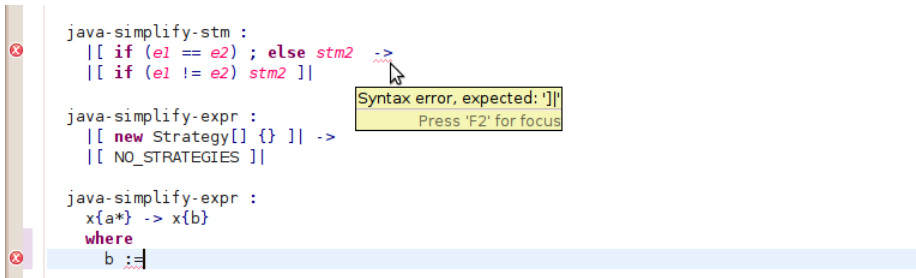 java-simplify-stm :
|[ if (e1 == e2) ; else stm2 ->
|[ if (e1 != e2) stm2 ]|
Syntax error, expected: ']|'
Press 'F2' for focus
java-simplify-expr :
|[ new Strategy[] {} ]| ->
|[ NO_STRATEGIES ]|
java-simplify-expr :
x{a*} -> x{b}
where
b :=